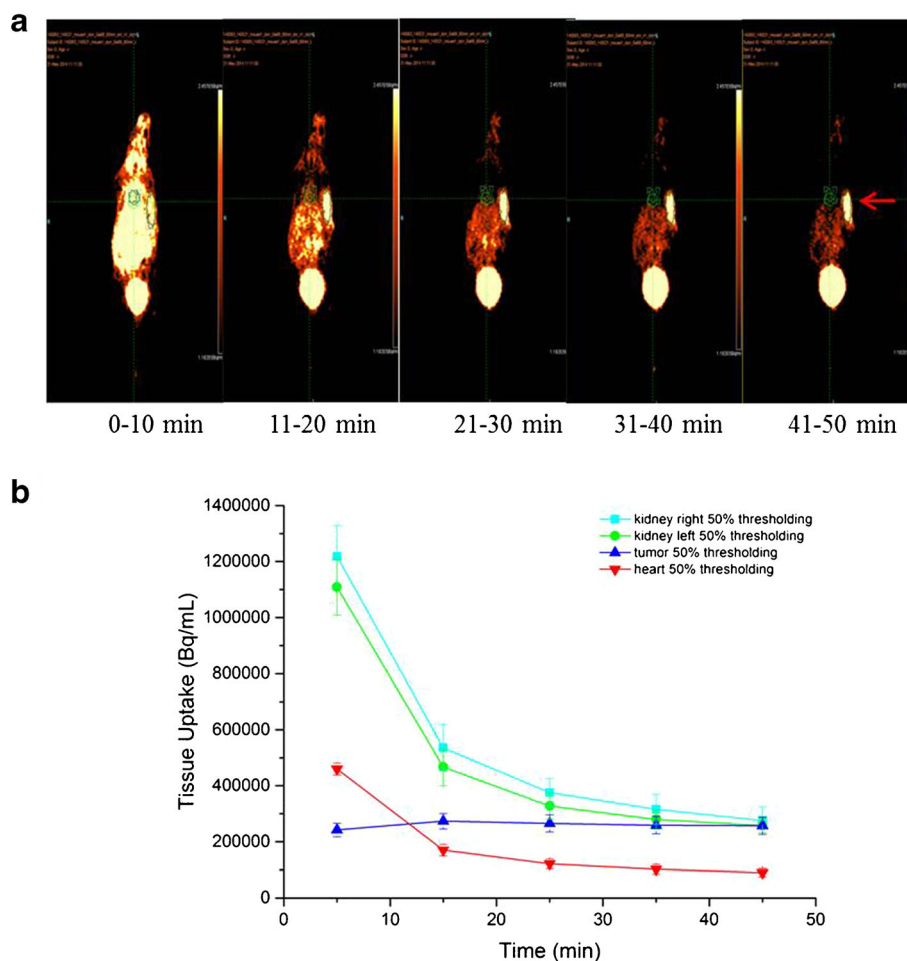 a
0-10 min
11-20 min
21-30 min
31-40 min
41-50 min
b
1400000
1200000
1000000
800000
600000
400000
200000
0
Tissue Uptake (Bq/mL)
kidney right 50% thresholding
kidney left 50% thresholding
tumor 50% thresholding
heart 50% thresholding
0
10
20
30
40
50
Time (min)